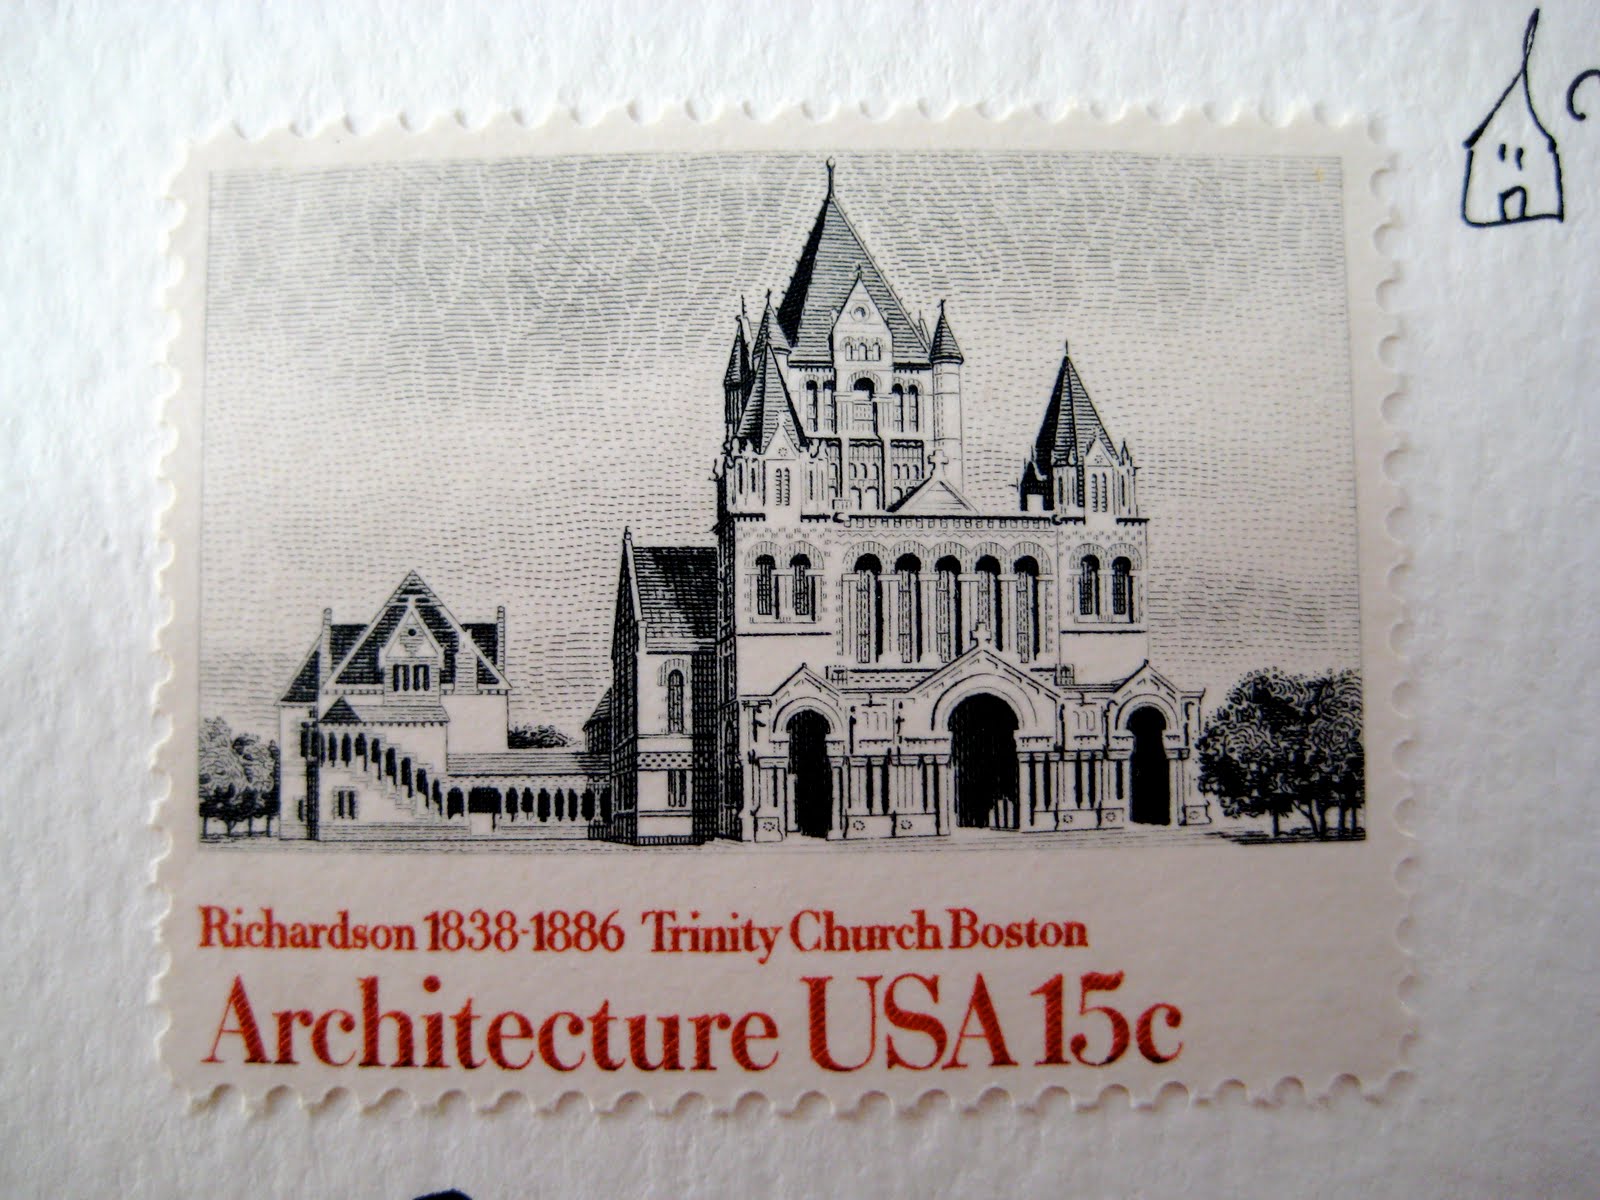 Richardson 1838-1886 Trinity Church Boston
Architecture USA 15c